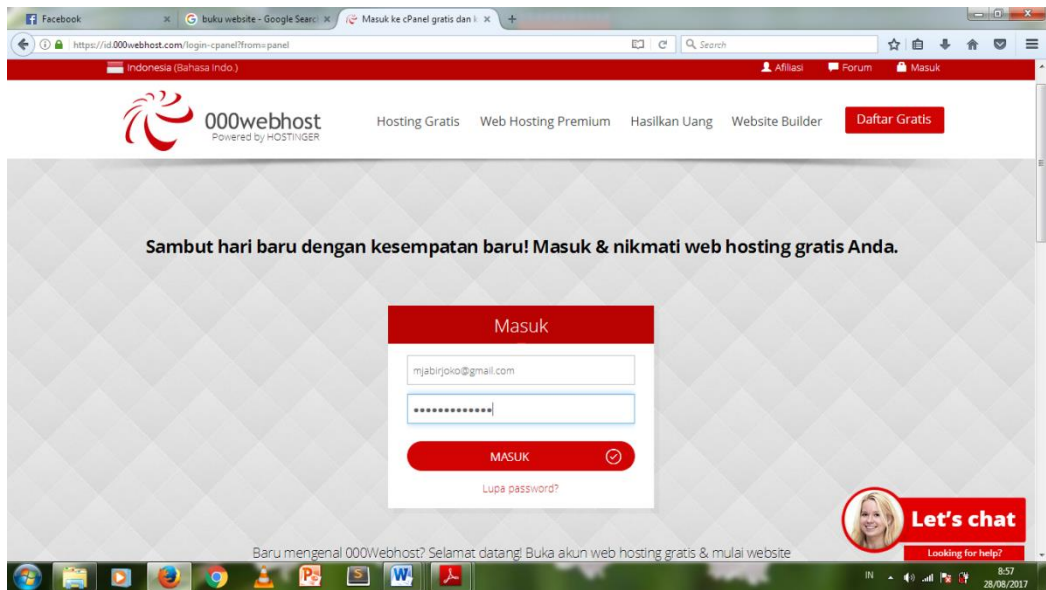 Facebook
buku website - Google Searc
Masuk ke cPanel gratis dan i
https://id.000webhost.com/login-cpanel?from=panel
Search
Indonesia (Bahasa Indo.)
Afiliasi
Forum
Masuk
000webhost
Powered by HOSTINGER
Hosting Gratis
Web Hosting Premium
Hasilkan Uang
Website Builder
Daftar Gratis
Sambut hari baru dengan kesempatan baru! Masuk & nikmati web hosting gratis Anda.
Masuk
mjabirjoko@gmail.com
•••••••••••••
MASUK
Lupa password?
Let's chat
Looking for help?
Baru mengenal 000Webhost? Selamat datang! Buka akun web hosting gratis & mulai website
IN
8:57
28/08/2017